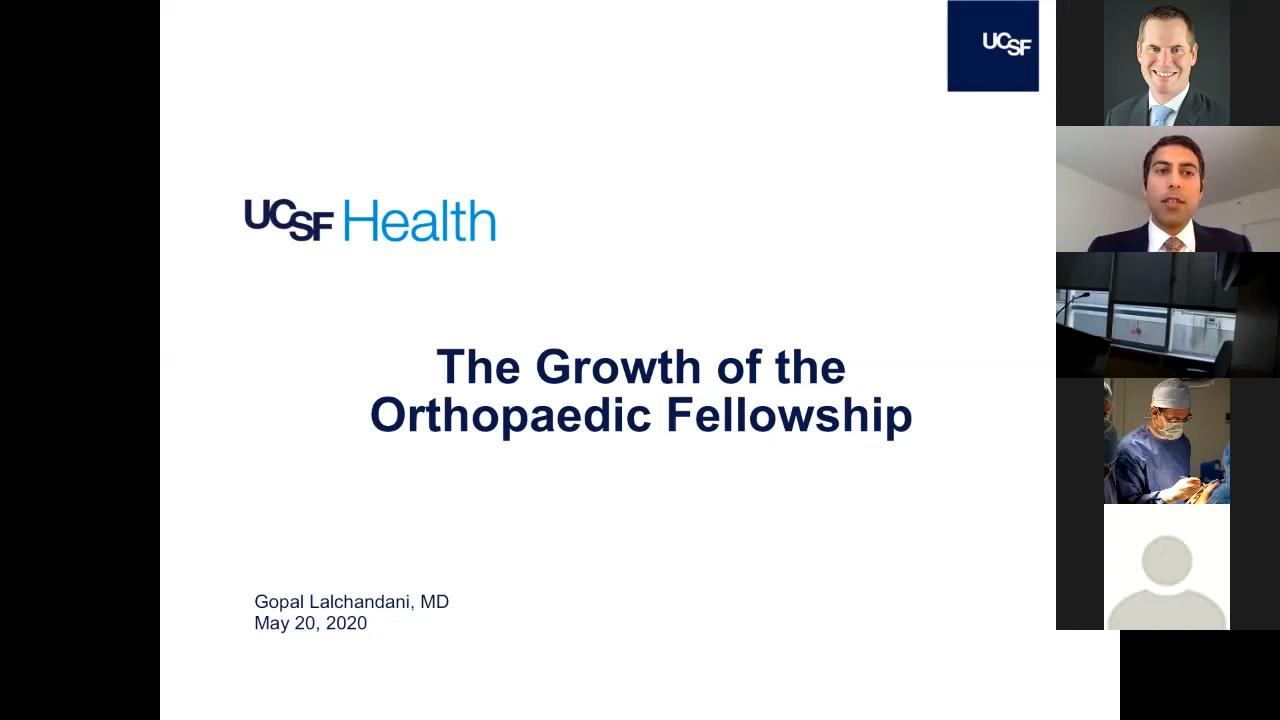 UCSF
UCSF Health
The Growth of the
Orthopaedic Fellowship
Gopal Lalchandani, MD
May 20, 2020